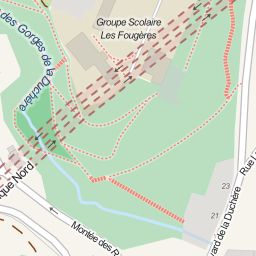 des Gorges de la Duchère
Groupe Scolaire
Les Fougères
que Nord
Montée des R
23
21
ard de la Duchère
Rue L